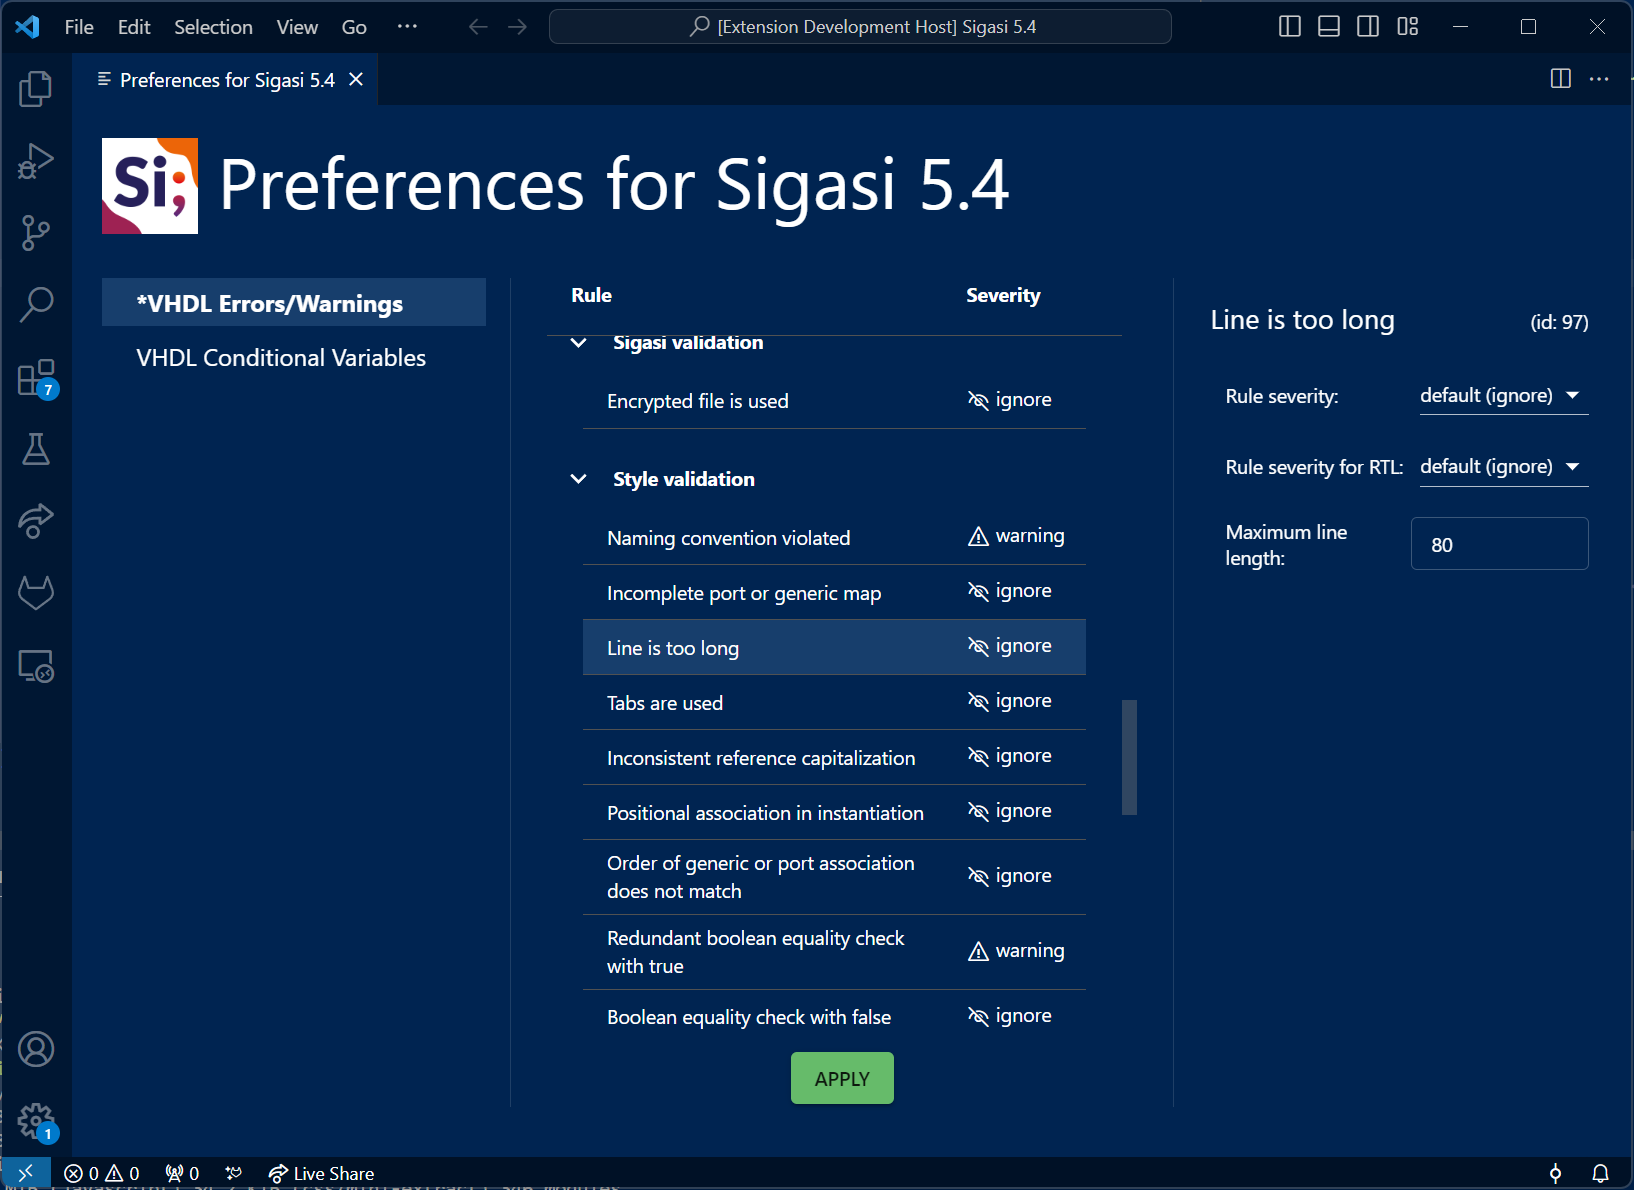 File Edit Selection View Go ···
[Extension Development Host] Sigasi 5.4
Preferences for Sigasi 5.4
Si;
Preferences for Sigasi 5.4
*VHDL Errors/Warnings
VHDL Conditional Variables
7
1
Rule Severity
Sigasi validation
Encrypted file is used ignore
Style validation
Naming convention violated warning
Incomplete port or generic map ignore
Line is too long ignore
Tabs are used ignore
Inconsistent reference capitalization ignore
Positional association in instantiation ignore
Order of generic or port association
does not match ignore
Redundant boolean equality check
with true warning
Boolean equality check with false ignore
APPLY
Line is too long (id: 97)
Rule severity: default (ignore)
Rule severity for RTL: default (ignore)
Maximum line
length: 80
0 0 0 Live Share